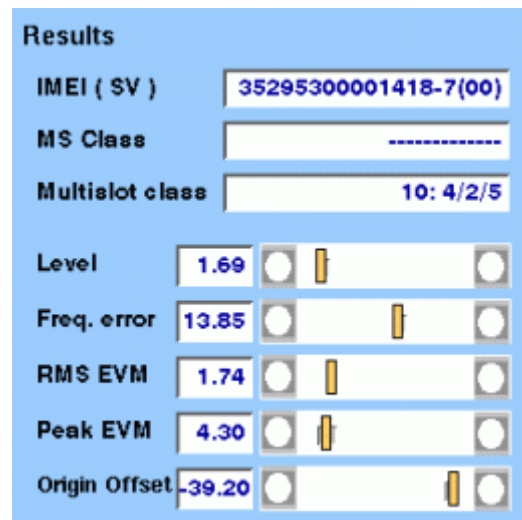 Results
IMEI ( SV ) 35295300001418-7(00)
MS Class -------------
Multislot class 10: 4/2/5
Level 1.69
Freq. error 13.85
RMS EVM 1.74
Peak EVM 4.30
Origin Offset -39.20